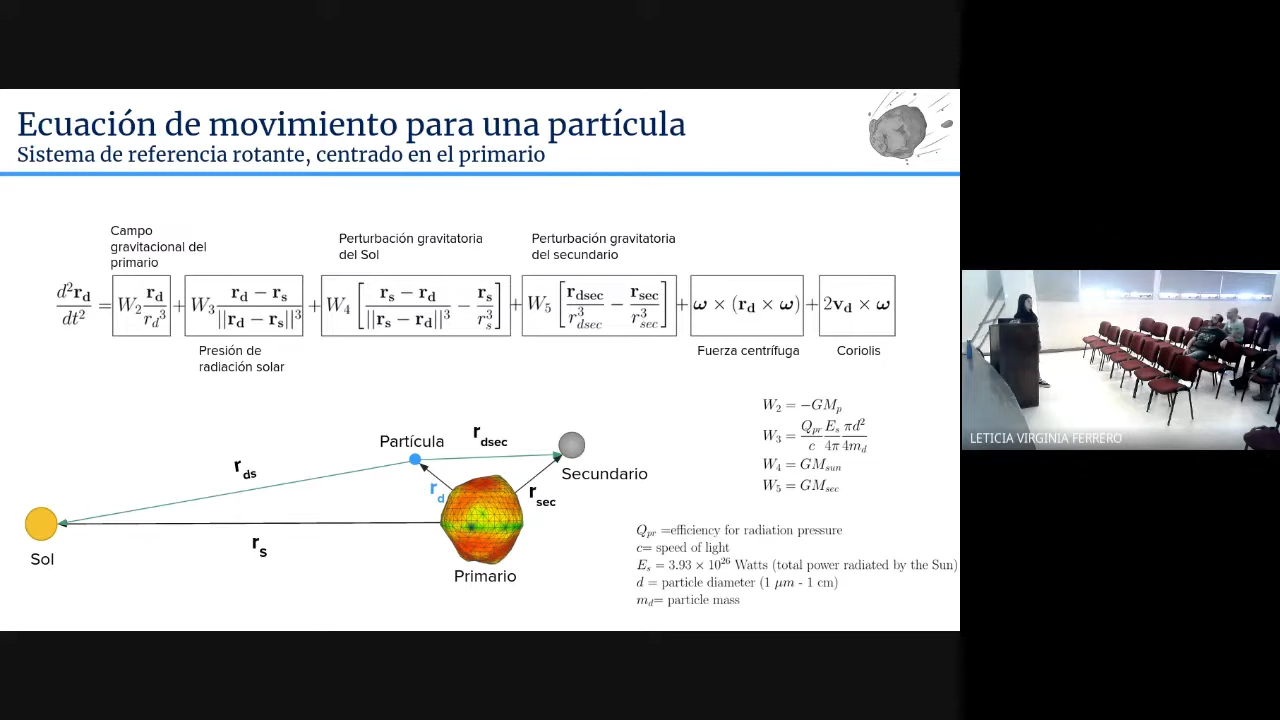 Ecuación de movimiento para una partícula
Sistema de referencia rotante, centrado en el primario
Campo
gravitacional del
primario
Perturbación gravitatoria
del Sol
Perturbación gravitatoria
del secundario
d²r_d/dt² = W₂ r_d/r_d³ + W₃ (r_d − r_s)/||r_d − r_s||³ + W₄ [(r_s − r_d)/||r_s − r_d||³ − r_s/r_s³] + W₅ [r_dsec/r³_dsec − r_sec/r³_sec] + ω × (r_d × ω) + 2v_d × ω
Presión de
radiación solar
Fuerza centrífuga
Coriolis
W₂ = −GM_p
W₃ = Q_pr/c E_s/4π πd²/4m_d
W₄ = GM_sun
W₅ = GM_sec
Partícula
r_dsec
Secundario
r_ds
r_d
r_sec
Sol
r_s
Primario
Q_pr =efficiency for radiation pressure
c= speed of light
E_s = 3.93 × 10²⁶ Watts (total power radiated by the Sun)
d = particle diameter (1 μm - 1 cm)
m_d= particle mass
LETICIA VIRGINIA FERRERO